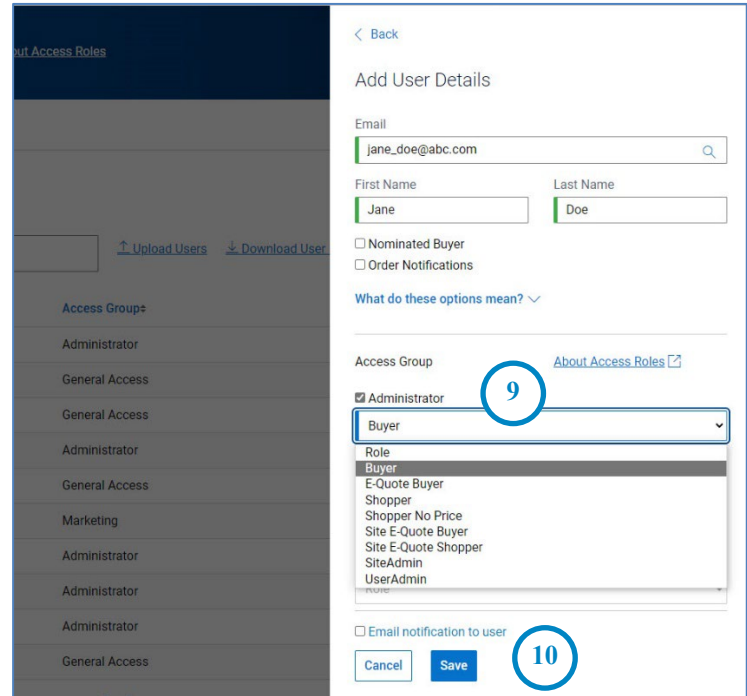 out Access Roles
Upload Users
Download User
Access Group
Administrator
General Access
General Access
Administrator
General Access
Marketing
Administrator
Administrator
Administrator
General Access
Back
Add User Details
Email
jane_doe@abc.com
First Name
Last Name
Jane
Doe
Nominated Buyer
Order Notifications
What do these options mean?
Access Group
About Access Roles
9
Administrator
Buyer
Role
Buyer
E-Quote Buyer
Shopper
Shopper No Price
Site E-Quote Buyer
Site E-Quote Shopper
SiteAdmin
UserAdmin
Role
Email notification to user
10
Cancel
Save